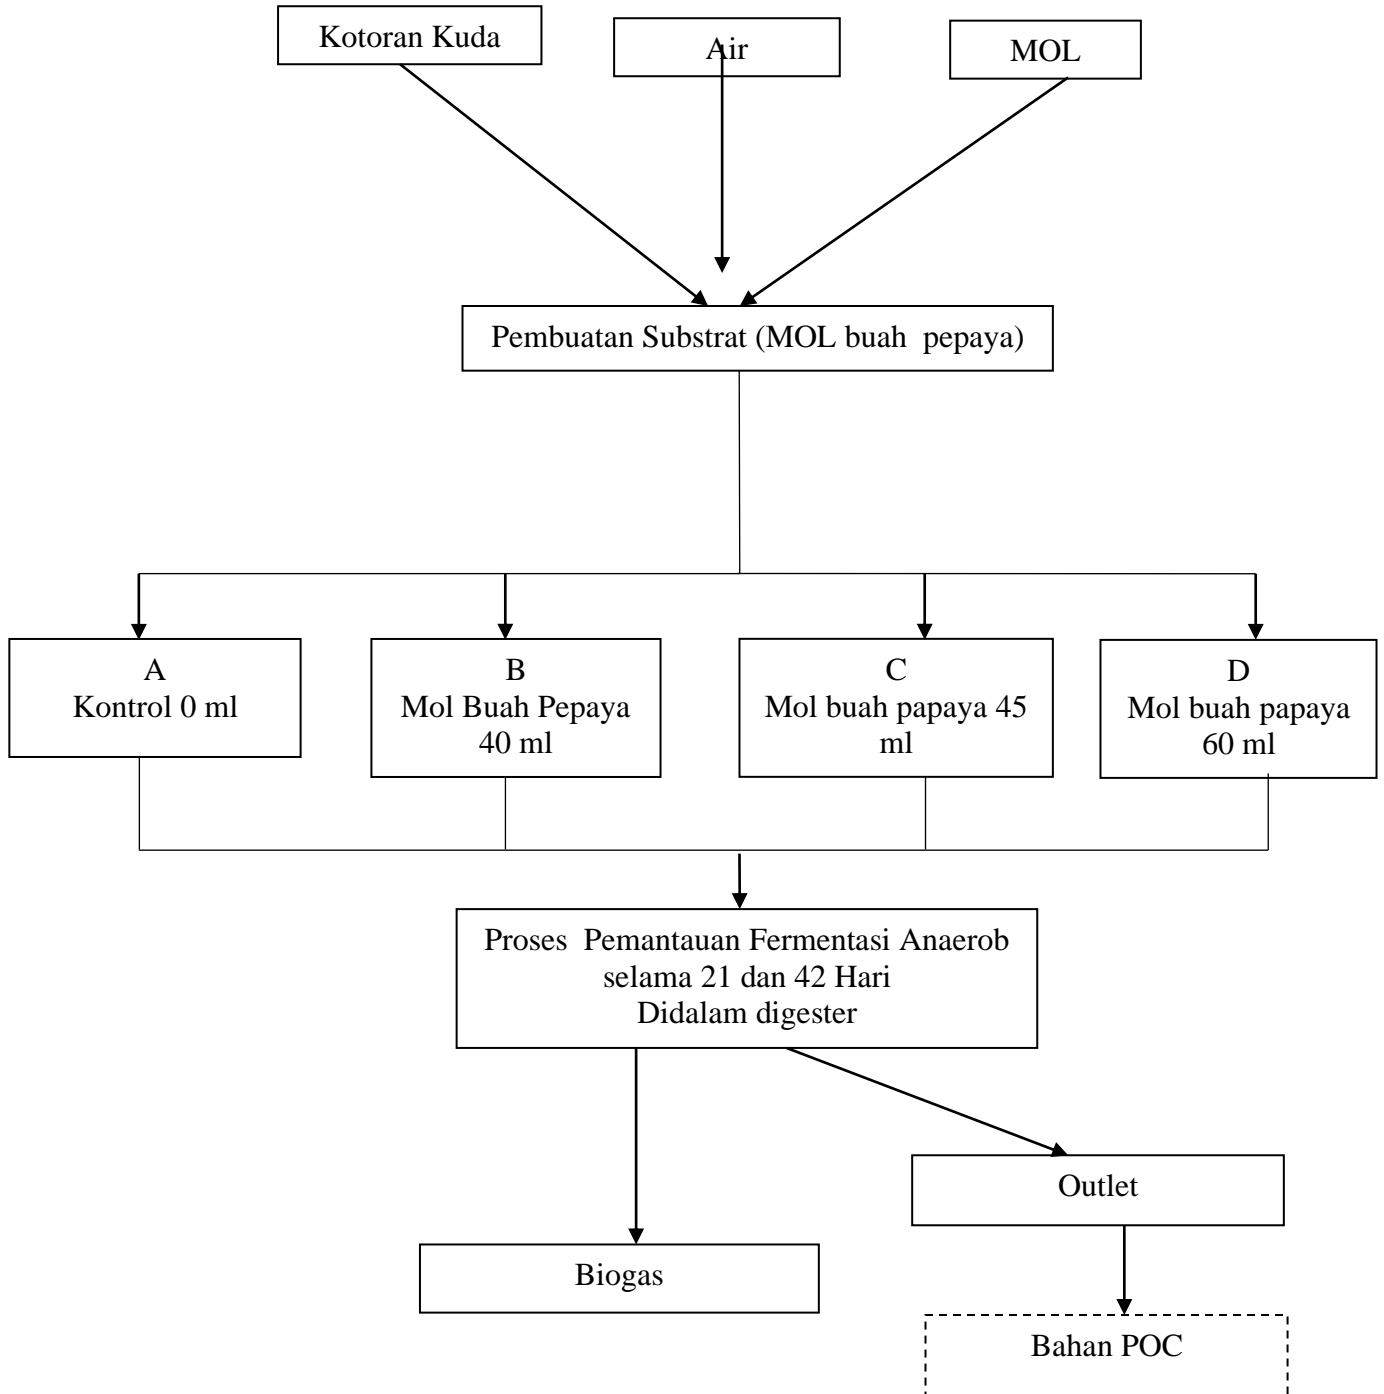 Kotoran Kuda
Air
MOL
Pembuatan Substrat (MOL buah  pepaya)
A
Kontrol 0 ml
B
Mol Buah Pepaya
40 ml
C
Mol buah papaya 45
ml
D
Mol buah papaya
60 ml
Proses  Pemantauan Fermentasi Anaerob
selama 21 dan 42 Hari
Didalam digester
Outlet
Biogas
Bahan POC